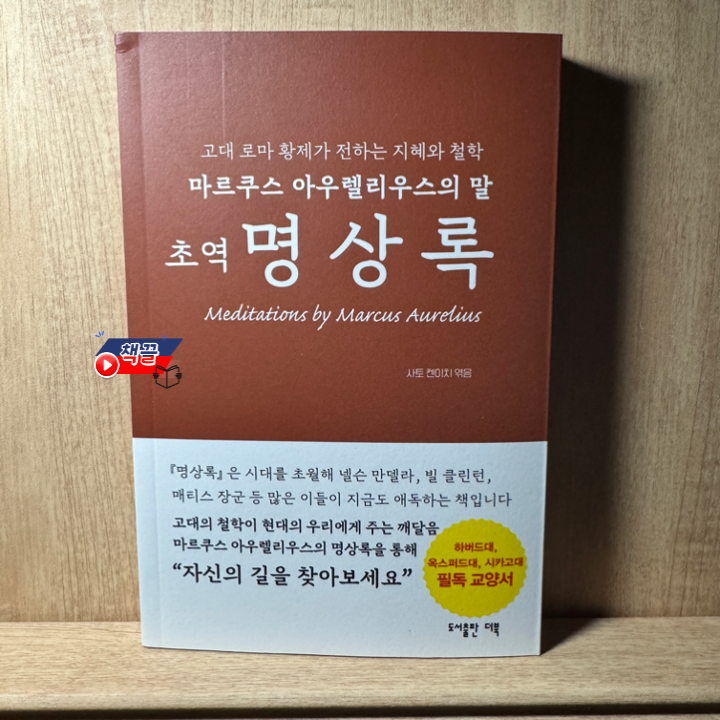 고대 로마 황제가 전하는 지혜와 철학
마르쿠스 아우렐리우스의 말
초역 명상록
Meditations by Marcus Aurelius
책끌
사토 켄이치 엮음
『명상록』은 시대를 초월해 넬슨 만델라, 빌 클린턴,
매티스 장군 등 많은 이들이 지금도 애독하는 책입니다
고대의 철학이 현대의 우리에게 주는 깨달음
마르쿠스 아우렐리우스의 명상록을 통해
“자신의 길을 찾아보세요”
하버드대,
옥스퍼드대, 시카고대
필독 교양서
도서출판 더북